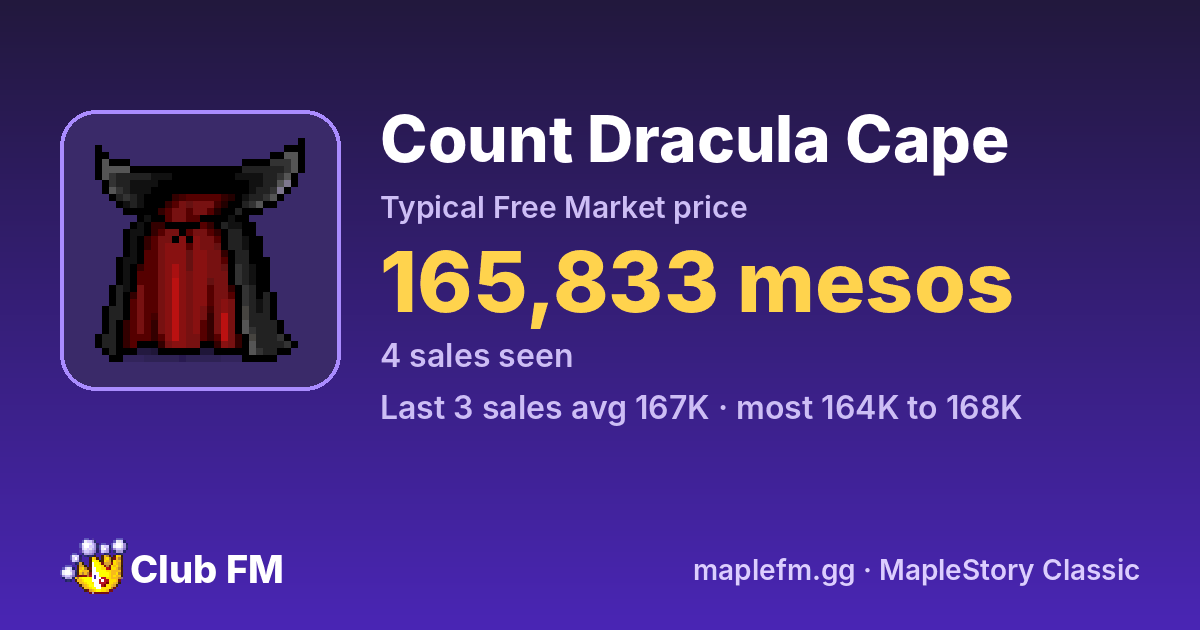 Count Dracula Cape
Typical Free Market price
165,833 mesos
4 sales seen
Last 3 sales avg 167K · most 164K to 168K
Club FM
maplefm.gg · MapleStory Classic